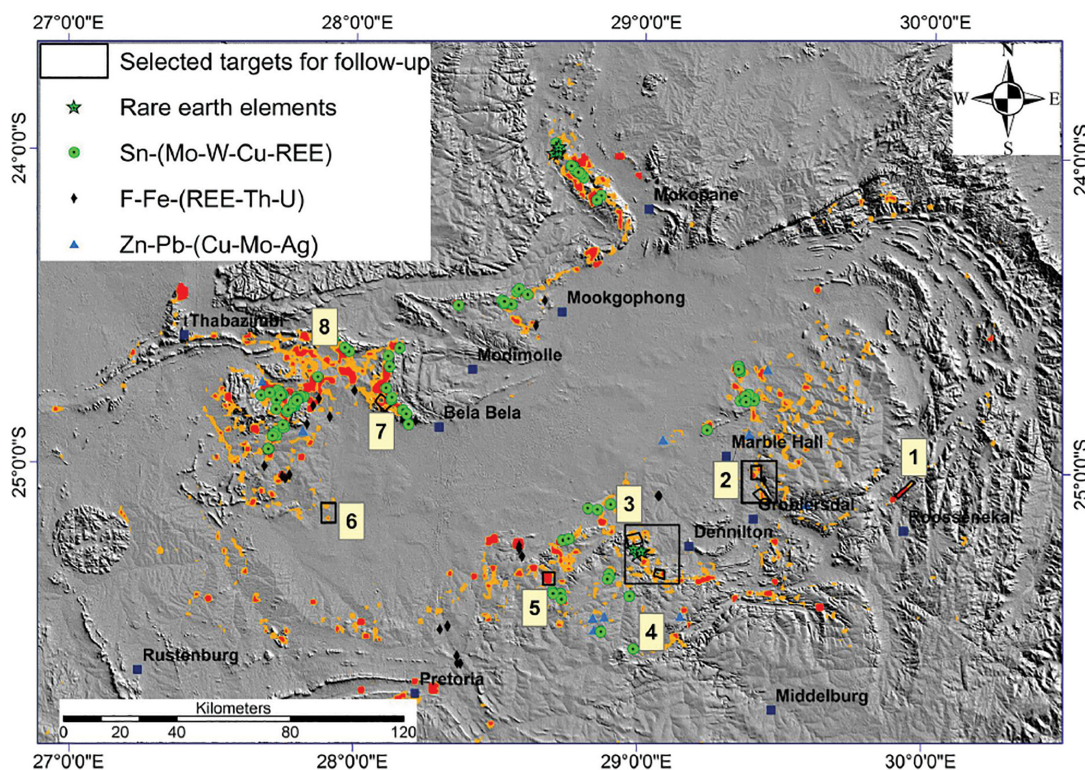 27°0'0"E 28°0'0"E 29°0'0"E 30°0'0"E
Selected targets for follow-up
Rare earth elements
Sn-(Mo-W-Cu-REE)
F-Fe-(REE-Th-U)
Zn-Pb-(Cu-Mo-Ag)
N
W E
S
24°0'0"S 24°0'0"S
Mokopane
Mookgophong
Thabazimbi
8
Modimolle
7
Bela Bela
Marble Hall
1
25°0'0"S 25°0'0"S
2
3
6
Groblersdal
Roossenekal
Dennilton
5
4
Rustenburg
Pretoria
Middelburg
Kilometers
0 20 40 60 80 120
27°0'0"E 28°0'0"E 29°0'0"E 30°0'0"E